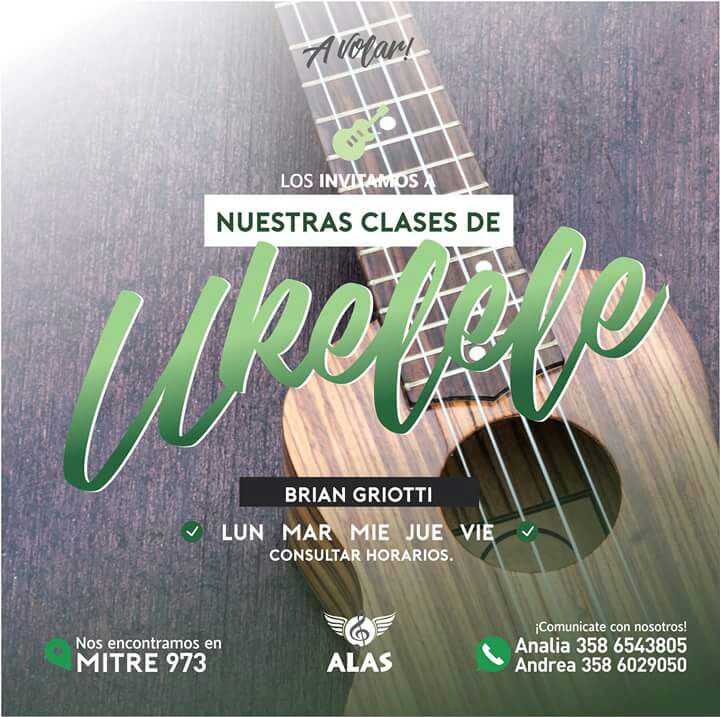 A volar!
LOS INVITAMOS A
NUESTRAS CLASES DE
Ukelele
BRIAN GRIOTTI
LUN MAR MIE JUE VIE
CONSULTAR HORARIOS.
Nos encontramos en
MITRE 973
ALAS
¡Comunicate con nosotros!
Analia 358 6543805
Andrea 358 6029050